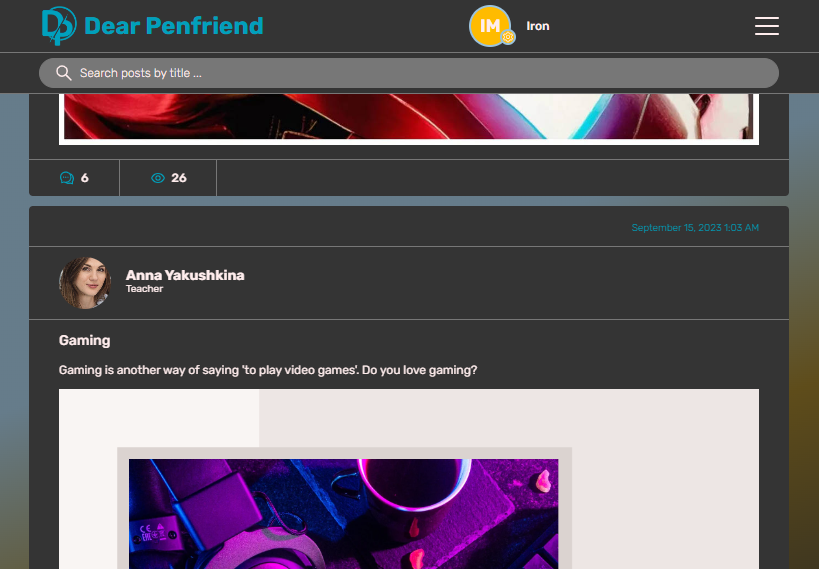 Dear Penfriend
IM
Iron
Search posts by title ...
6
26
September 15, 2023 1:03 AM
Anna Yakushkina
Teacher
Gaming
Gaming is another way of saying 'to play video games'. Do you love gaming?